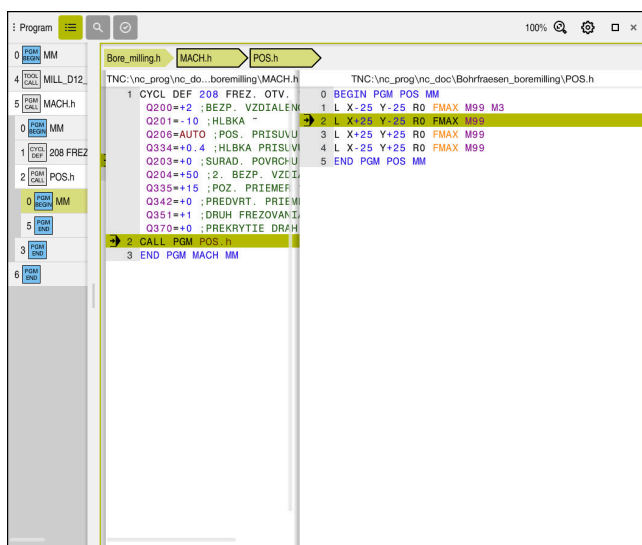 Program
100%
0 PGM BEGIN MM
4 TOOL CALL MILL_D12_
5 PGM CALL MACH.h
0 PGM BEGIN MM
1 CYCL DEF 208 FREZ
2 PGM CALL POS.h
0 PGM BEGIN MM
5 PGM END
3 PGM END
6 PGM END
Bore_milling.h MACH.h POS.h
TNC:\nc_prog\nc_do...boremilling\MACH.h
1 CYCL DEF 208 FREZ. OTV.
Q200=+2 ;BEZP. VZDIALENO
Q201=-10 ;HLBKA ~
Q206=AUTO ;POS. PRISUVU
Q334=+0.4 ;HLBKA PRISUV
Q203=+0 ;SURAD. POVRCHU
Q204=+50 ;2. BEZP. VZDIA
Q335=+15 ;POZ. PRIEMER
Q342=+0 ;PREDVRT. PRIEM
Q351=+1 ;DRUH FREZOVANIA
Q370=+0 ;PREKRYTIE DRAH
2 CALL PGM POS.h
3 END PGM MACH MM
TNC:\nc_prog\nc_doc\Bohrfraesen_boremilling\POS.h
0 BEGIN PGM POS MM
1 L X-25 Y-25 R0 FMAX M99 M3
2 L X+25 Y-25 R0 FMAX M99
3 L X+25 Y+25 R0 FMAX M99
4 L X-25 Y+25 R0 FMAX M99
5 END PGM POS MM